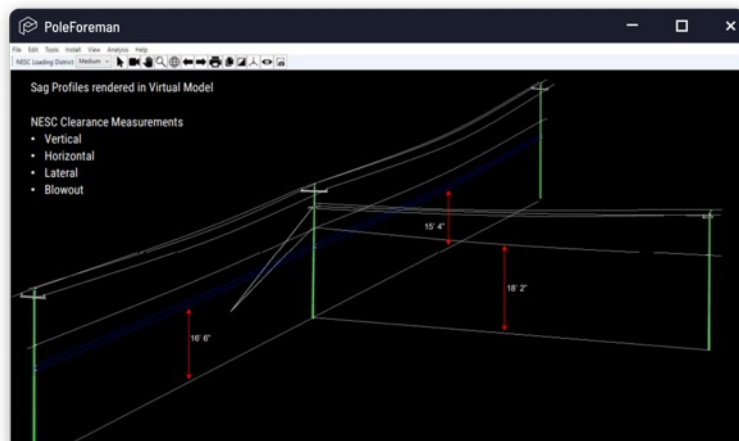 PoleForeman
File Edit Tools Install View Analysis Help
NESC Loading District Medium
Sag Profiles rendered in Virtual Model
NESC Clearance Measurements
• Vertical
• Horizontal
• Lateral
• Blowout
15' 4"
18' 2"
16' 6"